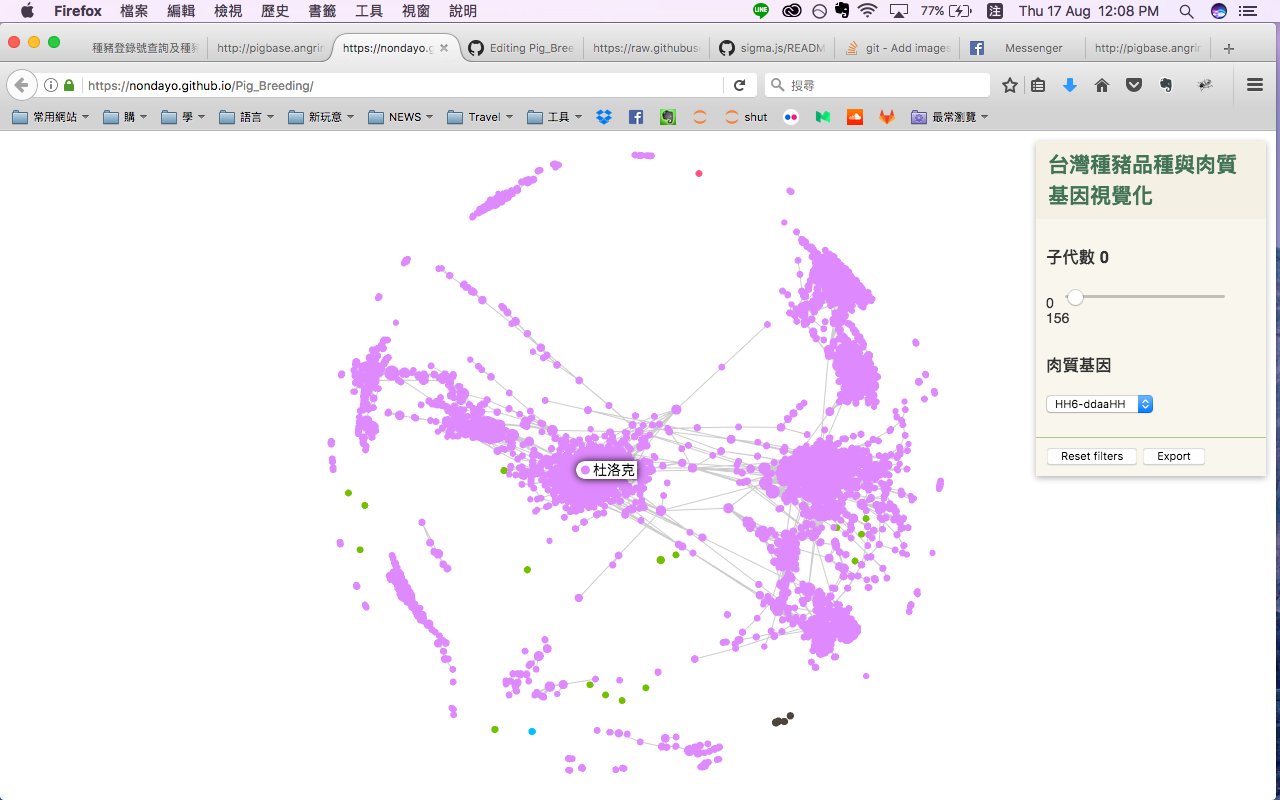 Firefox 檔案 編輯 檢視 歷史 書籤 工具 視窗 說明 LINE 77% 注 Thu 17 Aug 12:08 PM
種豬登錄號查詢及種 http://pigbase.angrin https://nondayo.g Editing Pig_Bree https://raw.githubus sigma.js/READM git - Add images Messenger http://pigbase.angrin
https://nondayo.github.io/Pig_Breeding/ 搜尋
常用網站 購 學 語言 新玩意 NEWS Travel 工具 shut 最常瀏覽
台灣種豬品種與肉質
基因視覺化
子代數 0
0
156
肉質基因
HH6-ddaaHH
Reset filters Export
杜洛克